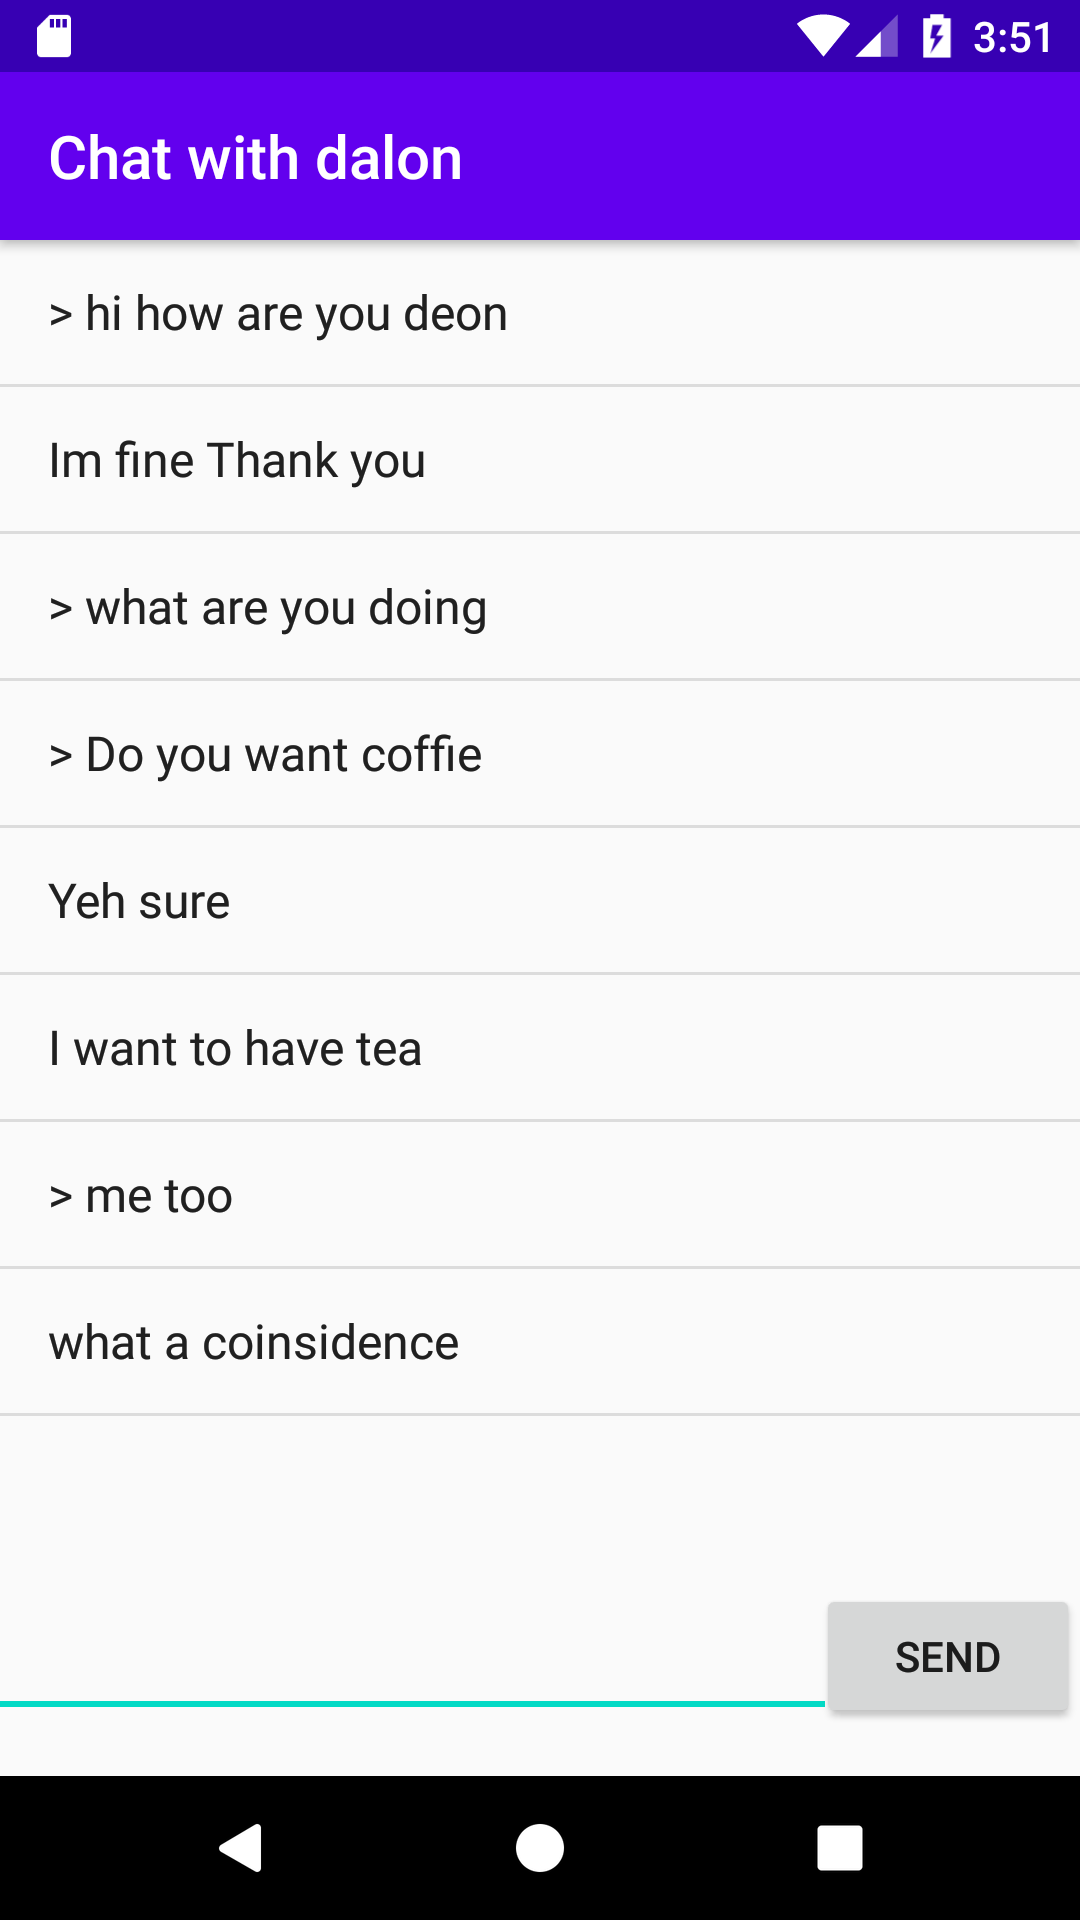 3:51
Chat with dalon
> hi how are you deon
Im fine Thank you
> what are you doing
> Do you want coffie
Yeh sure
I want to have tea
> me too
what a coinsidence
SEND